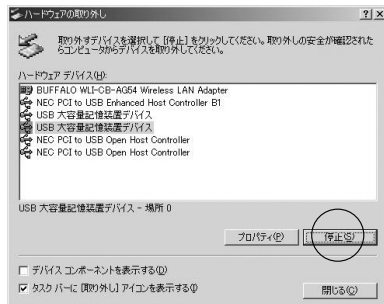 ハードウェアの取り外し
取り外すデバイスを選択して [停止] をクリックしてください。取り外しの安全が確認された
らコンピュータからデバイスを取り外してください。
ハードウェア デバイス(H):
BUFFALO WLI-CB-AG54 Wireless LAN Adapter
NEC PCI to USB Enhanced Host Controller B1
USB 大容量記憶装置デバイス
USB 大容量記憶装置デバイス
NEC PCI to USB Open Host Controller
NEC PCI to USB Open Host Controller
USB 大容量記憶装置デバイス - 場所 0
プロパティ(P) 停止(S)
デバイス コンポーネントを表示する(D)
タスク バーに [取り外し] アイコンを表示する(I)
閉じる(C)